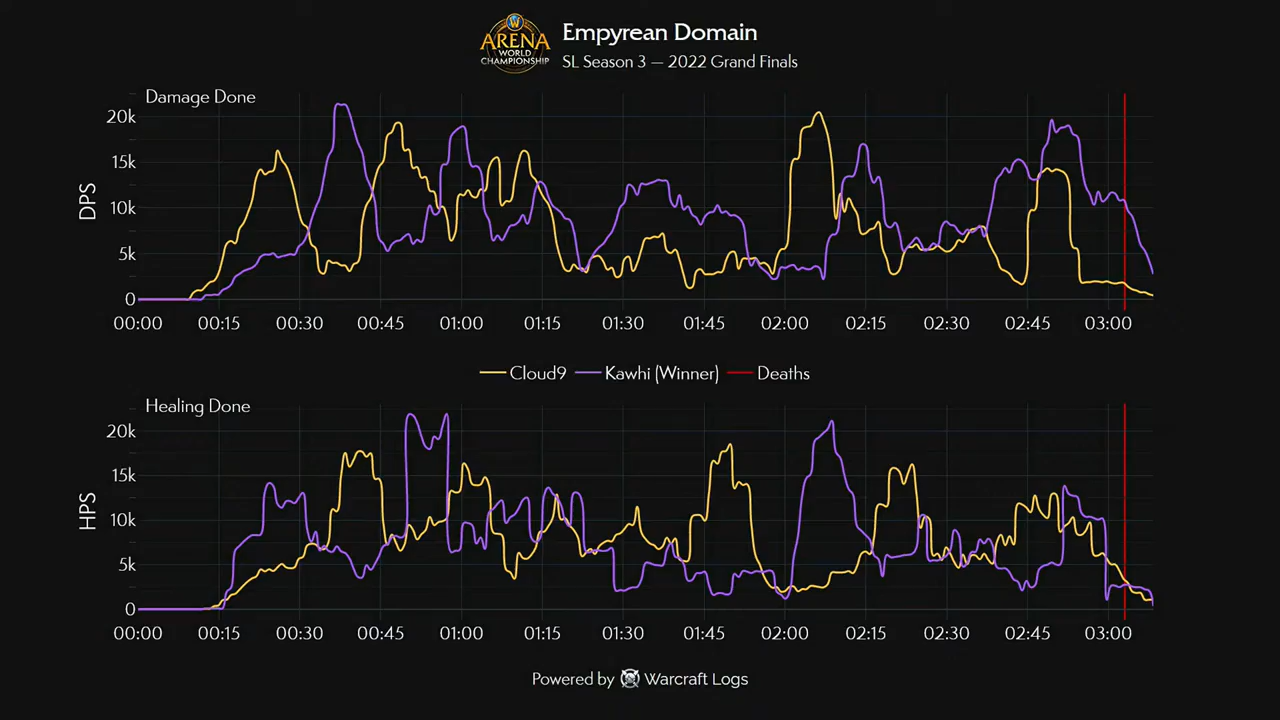 W
ARENA
WORLD
CHAMPIONSHIP
Empyrean Domain
SL Season 3 — 2022 Grand Finals
Damage Done
DPS
20k
15k
10k
5k
0
00:00 00:15 00:30 00:45 01:00 01:15 01:30 01:45 02:00 02:15 02:30 02:45 03:00
Cloud9 Kawhi (Winner) Deaths
Healing Done
HPS
20k
15k
10k
5k
0
00:00 00:15 00:30 00:45 01:00 01:15 01:30 01:45 02:00 02:15 02:30 02:45 03:00
Powered by Warcraft Logs